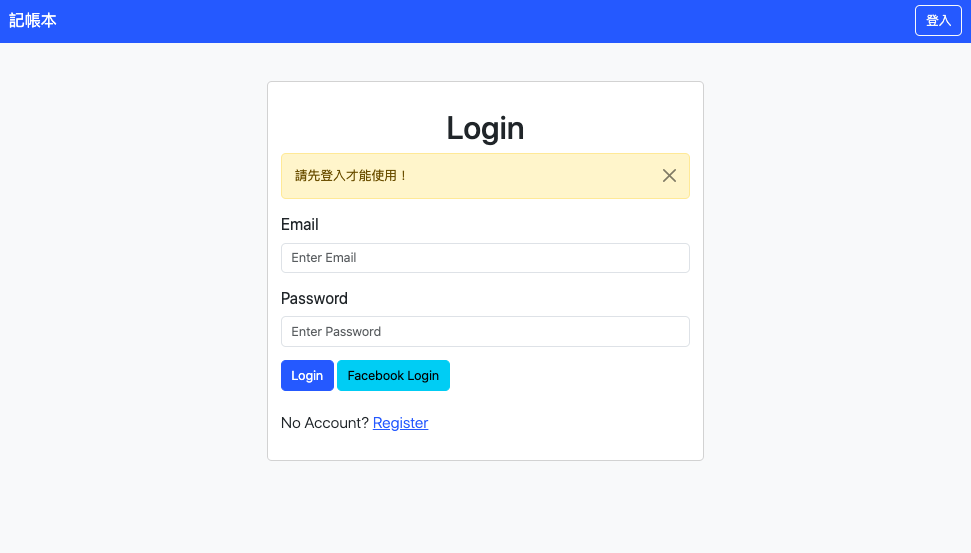 記帳本
登入
Login
請先登入才能使用！
Email
Enter Email
Password
Enter Password
Login Facebook Login
No Account? Register